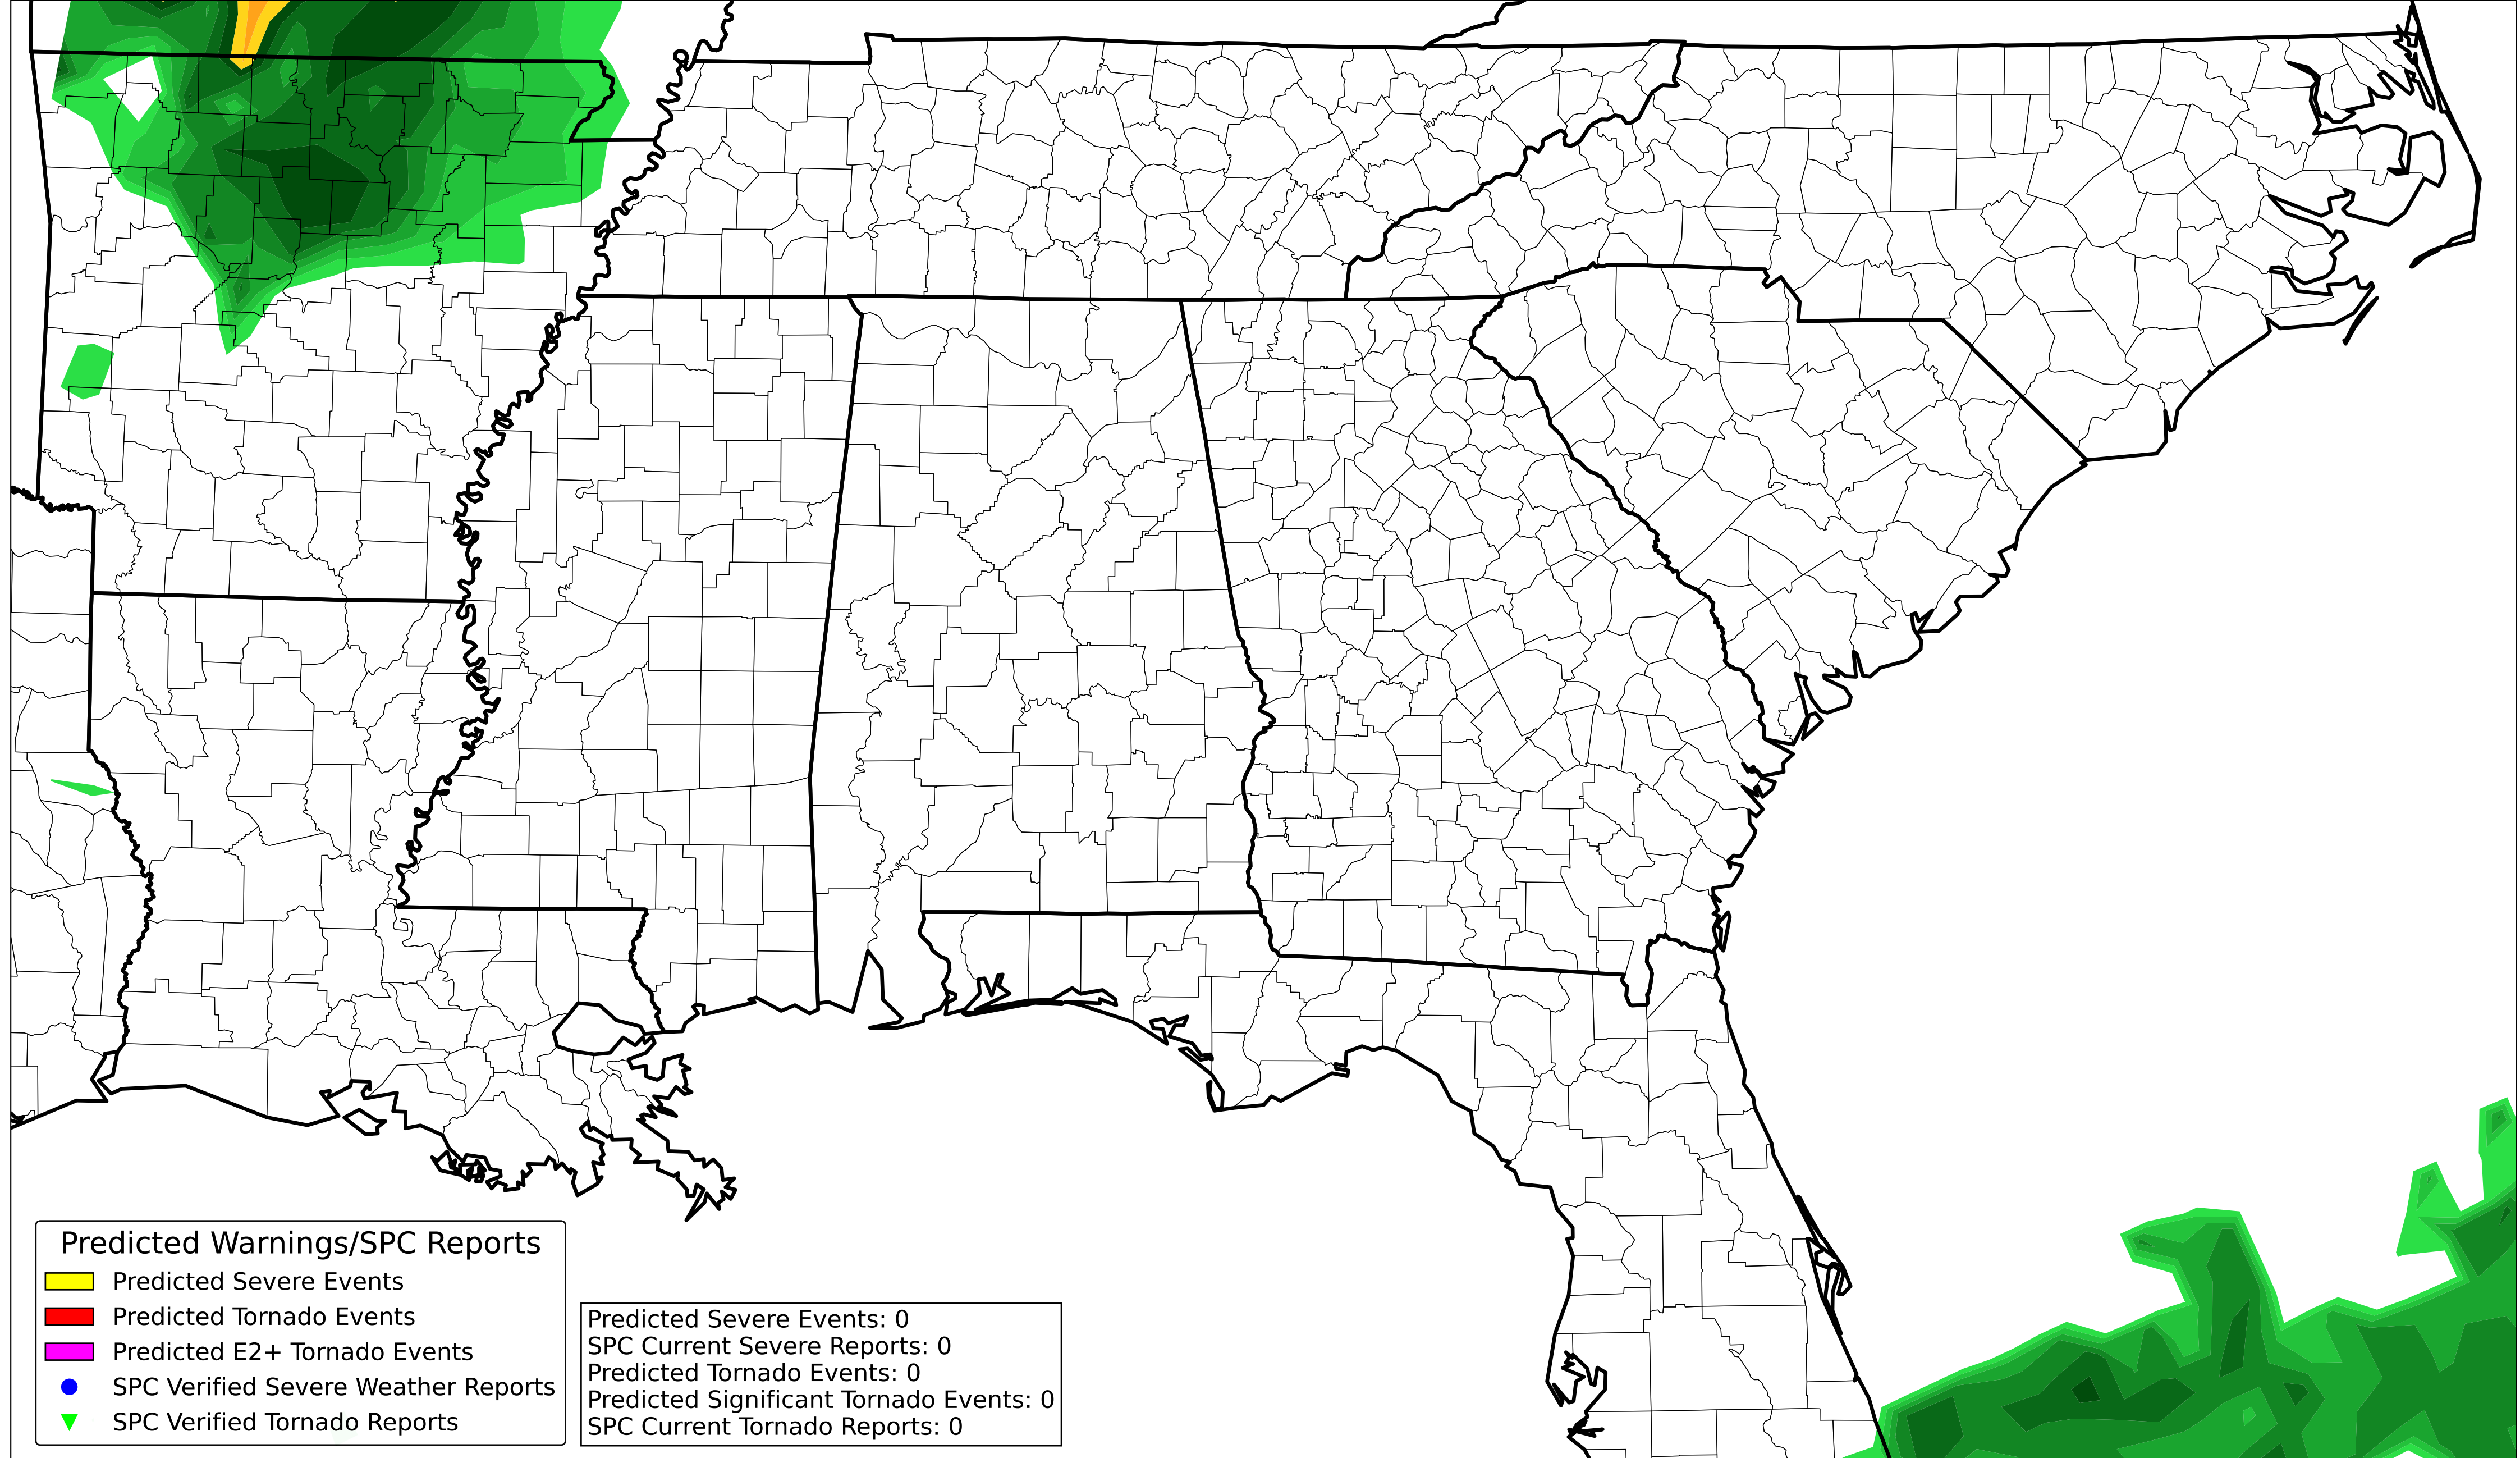 Predicted Warnings/SPC Reports
Predicted Severe Events
Predicted Tornado Events
Predicted E2+ Tornado Events
SPC Verified Severe Weather Reports
SPC Verified Tornado Reports
Predicted Severe Events: 0
SPC Current Severe Reports: 0
Predicted Tornado Events: 0
Predicted Significant Tornado Events: 0
SPC Current Tornado Reports: 0